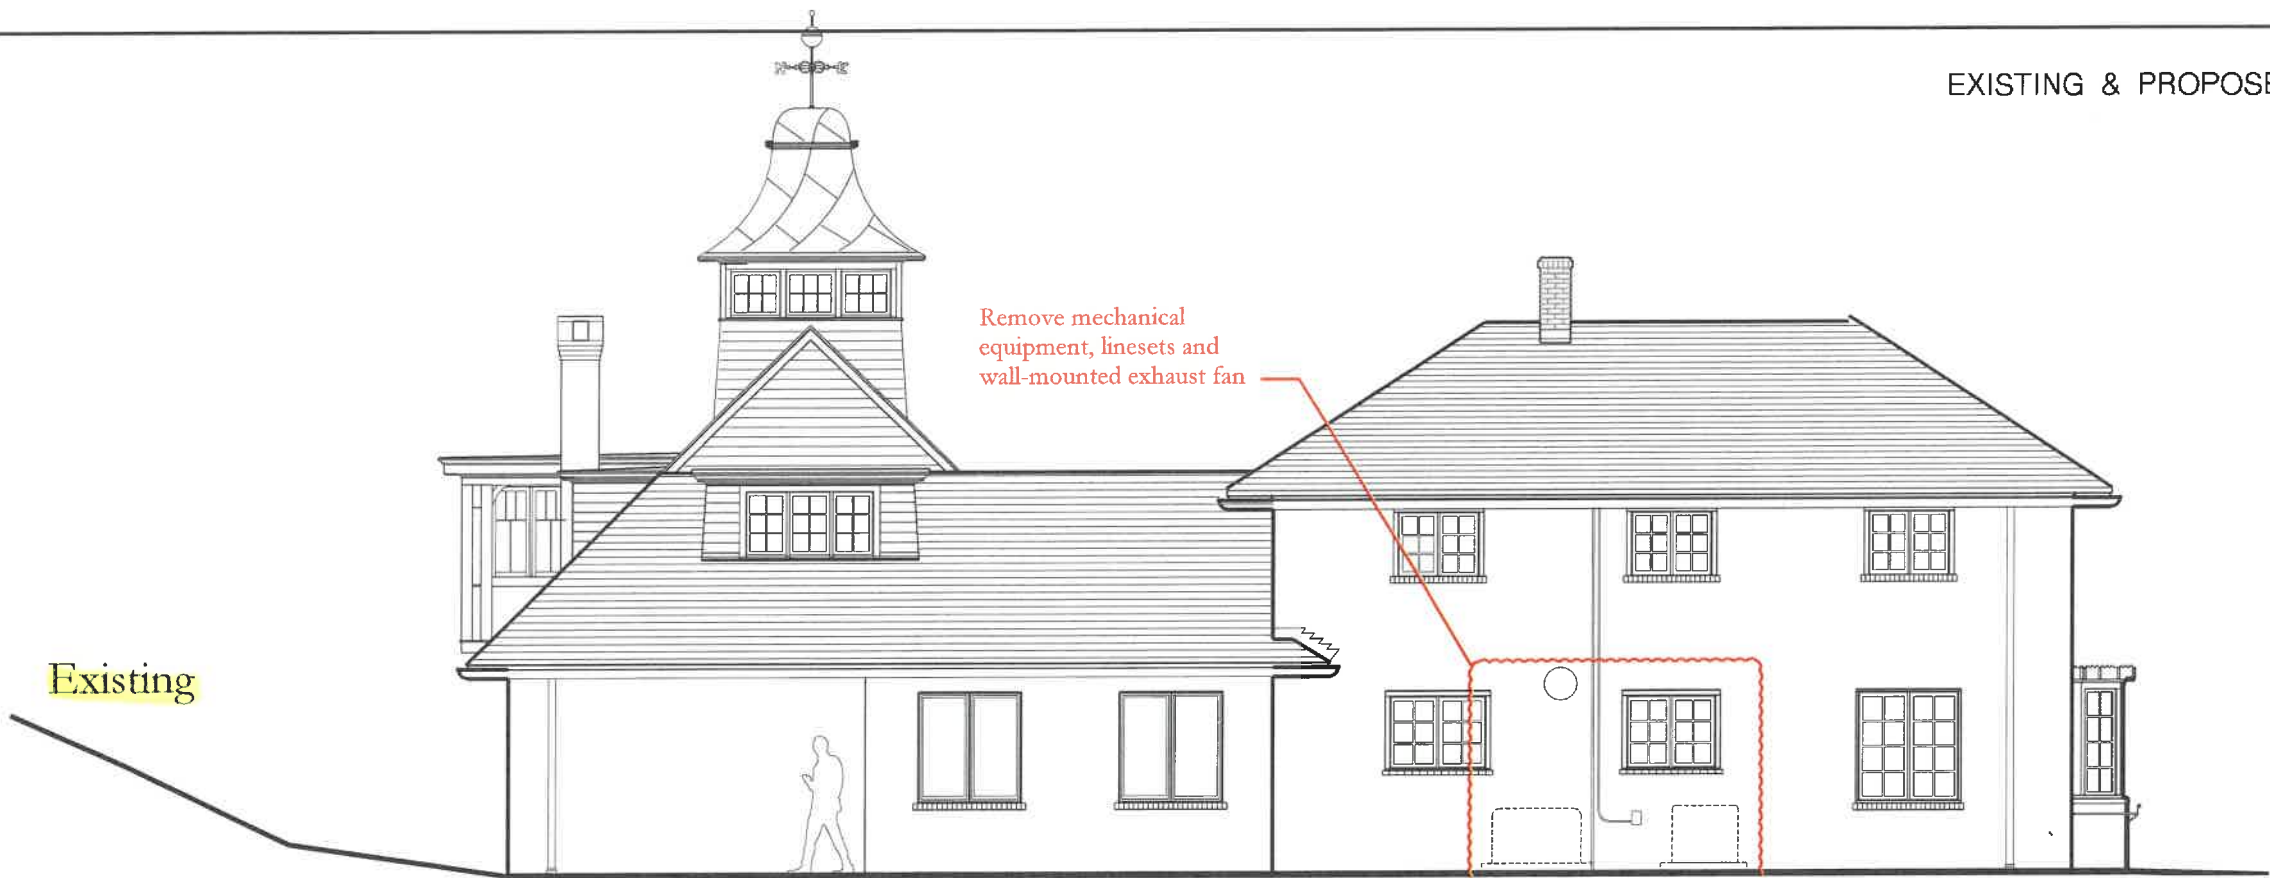 EXISTING & PROPOSE
Remove mechanical
equipment, linesets and
wall-mounted exhaust fan
Existing